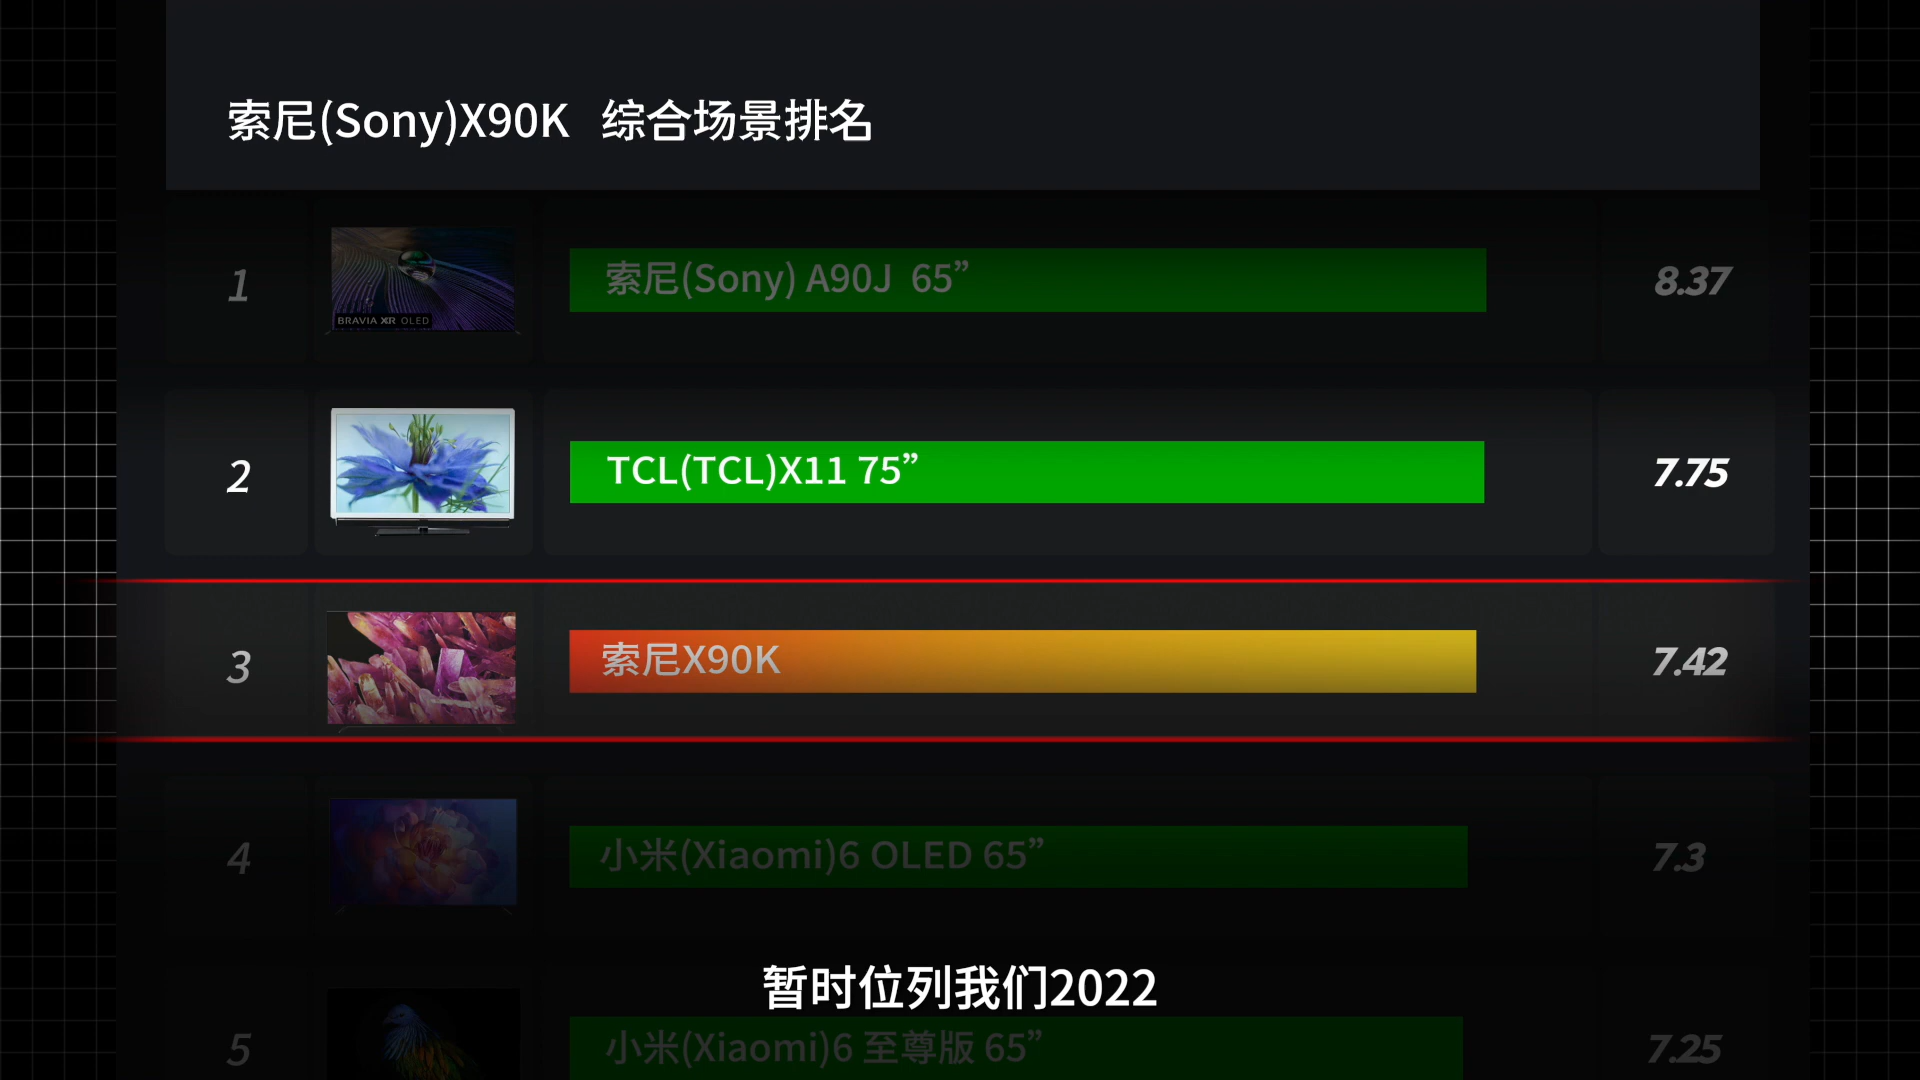 索尼(Sony)X90K 综合场景排名
1
BRAVIA XR OLED
索尼(Sony) A90J 65”
8.37
2
TCL(TCL)X11 75”
7.75
3
索尼X90K
7.42
4
小米(Xiaomi)6 OLED 65”
7.3
暂时位列我们2022
5
小米(Xiaomi)6 至尊版 65”
7.25